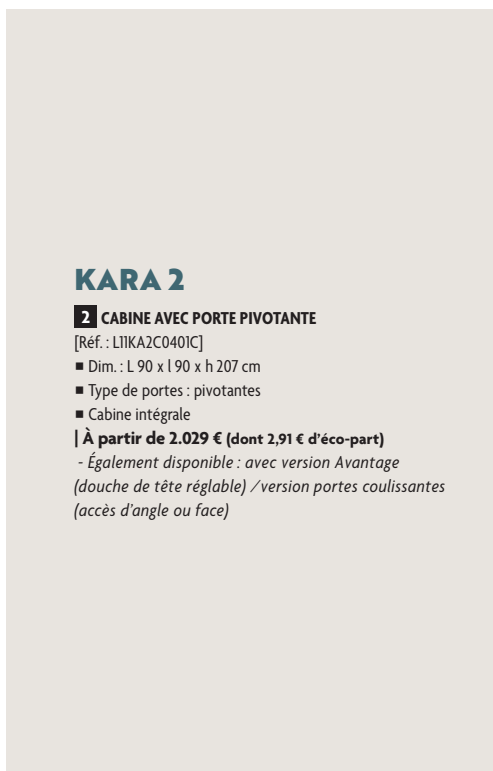 KARA 2
2 CABINE AVEC PORTE PIVOTANTE
[Réf. : L11KA2C0401C]
■ Dim. : L 90 x l 90 x h 207 cm
■ Type de portes : pivotantes
■ Cabine intégrale
| À partir de 2.029 € (dont 2,91 € d'éco-part)
- Également disponible : avec version Avantage
(douche de tête réglable) /version portes coulissantes
(accès d'angle ou face)